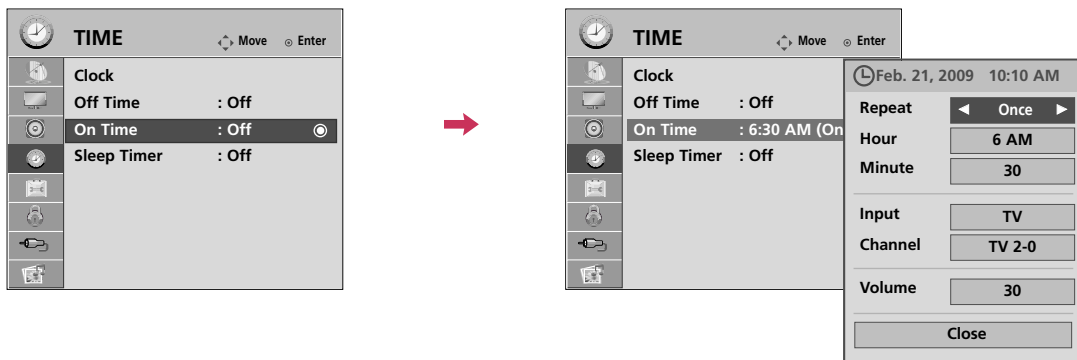 TIME Move Enter
Clock
Off Time : Off
On Time : Off
Sleep Timer : Off
TIME Move Enter
Clock
Off Time : Off
On Time : 6:30 AM (On
Sleep Timer : Off
Feb. 21, 2009 10:10 AM
Repeat ◀ Once ▶
Hour 6 AM
Minute 30
Input TV
Channel TV 2-0
Volume 30
Close